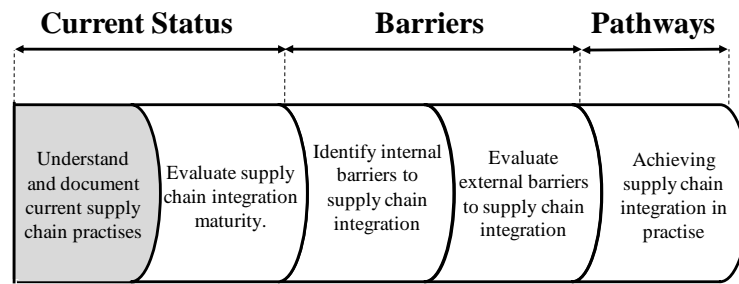 Current Status
Barriers
Pathways
Understand
and document
current supply
chain practises
Evaluate supply
chain integration
maturity.
Identify internal
barriers to
supply chain
integration
Evaluate
external barriers
to supply chain
integration
Achieving
supply chain
integration in
practise